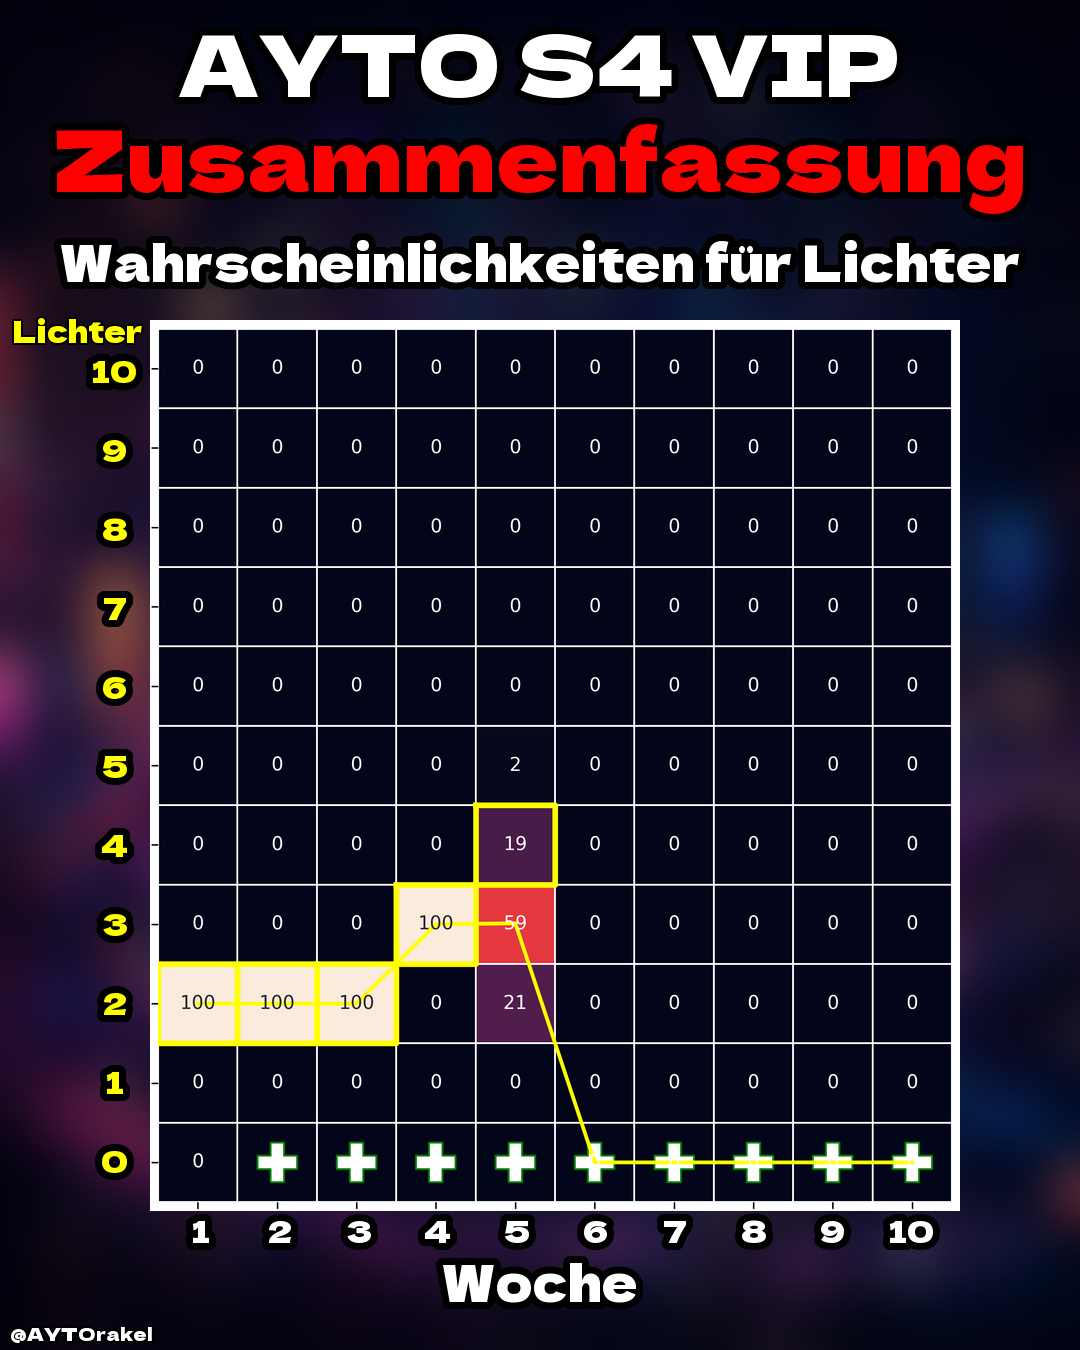 AYTO S4 VIP
Zusammenfassung
Wahrscheinlichkeiten für Lichter
Lichter
10 0 0 0 0 0 0 0 0 0 0
9 0 0 0 0 0 0 0 0 0 0
8 0 0 0 0 0 0 0 0 0 0
7 0 0 0 0 0 0 0 0 0 0
6 0 0 0 0 0 0 0 0 0 0
5 0 0 0 0 2 0 0 0 0 0
4 0 0 0 0 19 0 0 0 0 0
3 0 0 0 100 59 0 0 0 0 0
2 100 100 100 0 21 0 0 0 0 0
1 0 0 0 0 0 0 0 0 0 0
0 0
1 2 3 4 5 6 7 8 9 10
Woche
@AYTOrakel